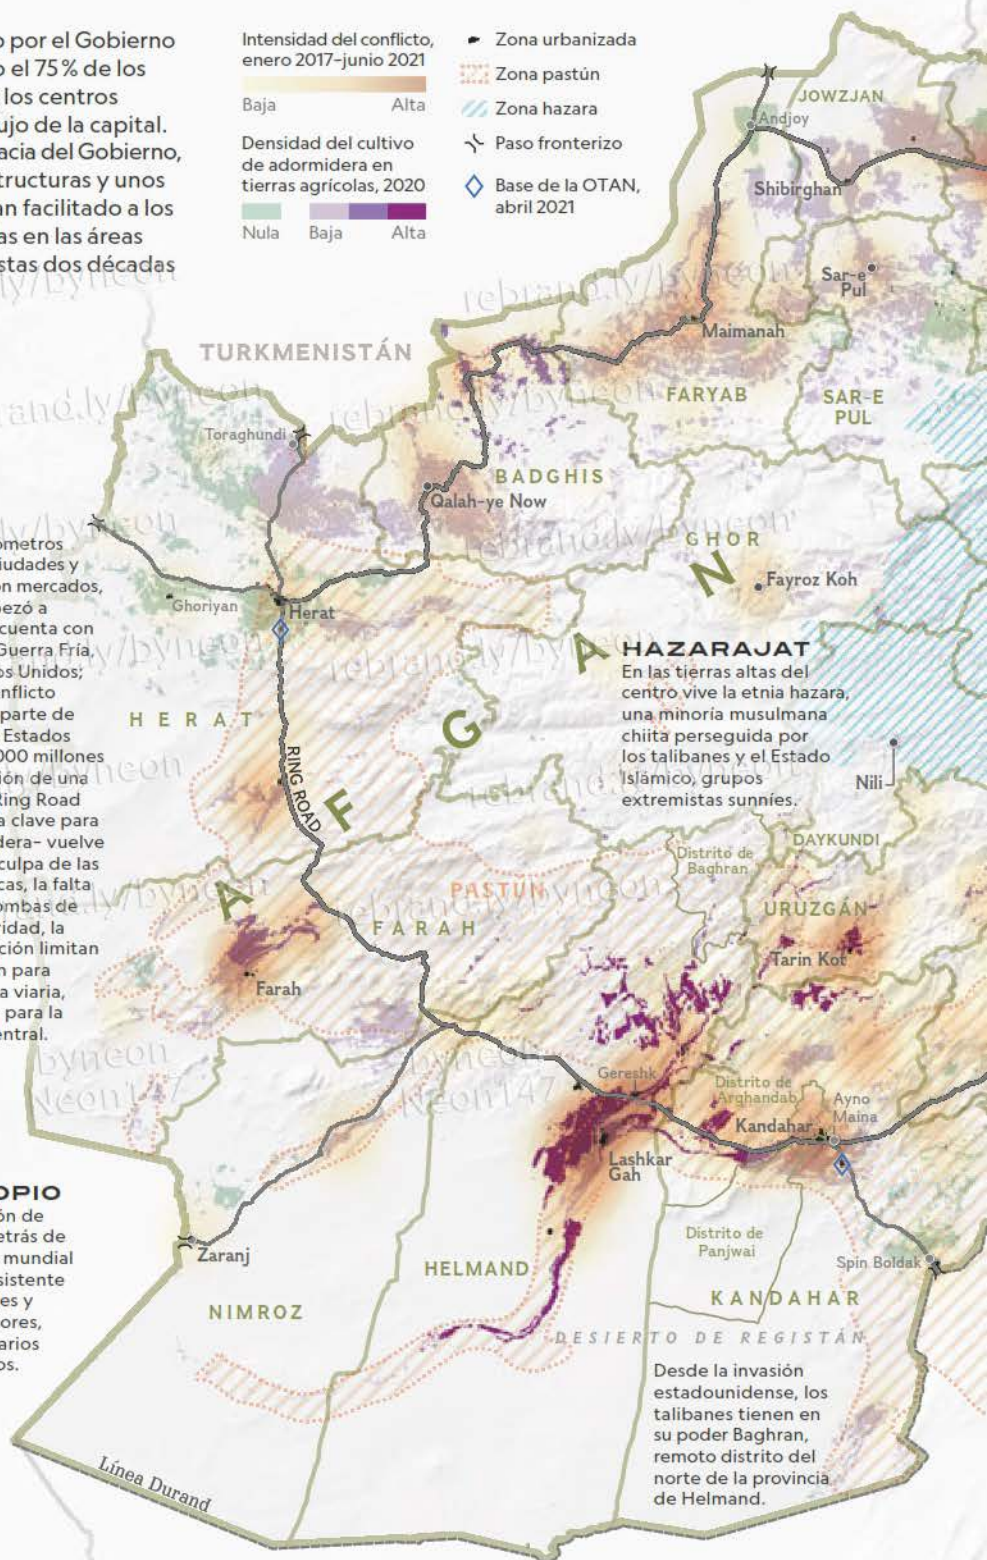 o por el Gobierno
o el 75 % de los
los centros
ujo de la capital.
acia del Gobierno,
tructuras y unos
an facilitado a los
as en las áreas
stas dos décadas
Intensidad del conflicto,
enero 2017-junio 2021
Baja Alta
Densidad del cultivo
de adormidera en
tierras agrícolas, 2020
Nula Baja Alta
Zona urbanizada
Zona pastún
Zona hazara
Paso fronterizo
Base de la OTAN,
abril 2021
JOWZJAN
Andjoy
Shibirghan
Sar-e
Pul
Maimanah
TURKMENISTÁN
FARYAB
SAR-E
PUL
Toraghundi
BADGHIS
Qalah-ye Now
GHOR
Fayroz Koh
Ghoriyan
Herat
ómetros
iudades y
on mercados,
pezó a
cuenta con
Guerra Fría,
os Unidos;
nflicto
parte de
Estados
000 millones
ión de una
Ring Road
a clave para
dera- vuelve
culpa de las
cas, la falta
ombas de
ridad, la
ción limitan
n para
a viaria,
para la
entral.
HERAT
RING ROAD
A F G A N
HAZARAJAT
En las tierras altas del
centro vive la etnia hazara,
una minoría musulmana
chiita perseguida por
los talibanes y el Estado
Islámico, grupos
extremistas sunníes.
Nili
DAYKUNDI
Distrito de
Baghran
PASTÚN
URUZGÁN
FARAH
Tarin Kot
Farah
Gereshk
Distrito de
Arghandab
Ayno
Maina
Kandahar
Lashkar
Gah
OPIO
ón de
etrás de
mundial
sistente
es y
ores,
arios
os.
Zaranj
Distrito de
Panjwai
Spin Boldak
HELMAND
NIMROZ
KANDAHAR
DESIERTO DE REGISTÁN
Desde la invasión
estadounidense, los
talibanes tienen en
su poder Baghran,
remoto distrito del
norte de la provincia
de Helmand.
Línea Durand
rebrand.ly/byneon
byneon
Neon147
byneon
Neon147